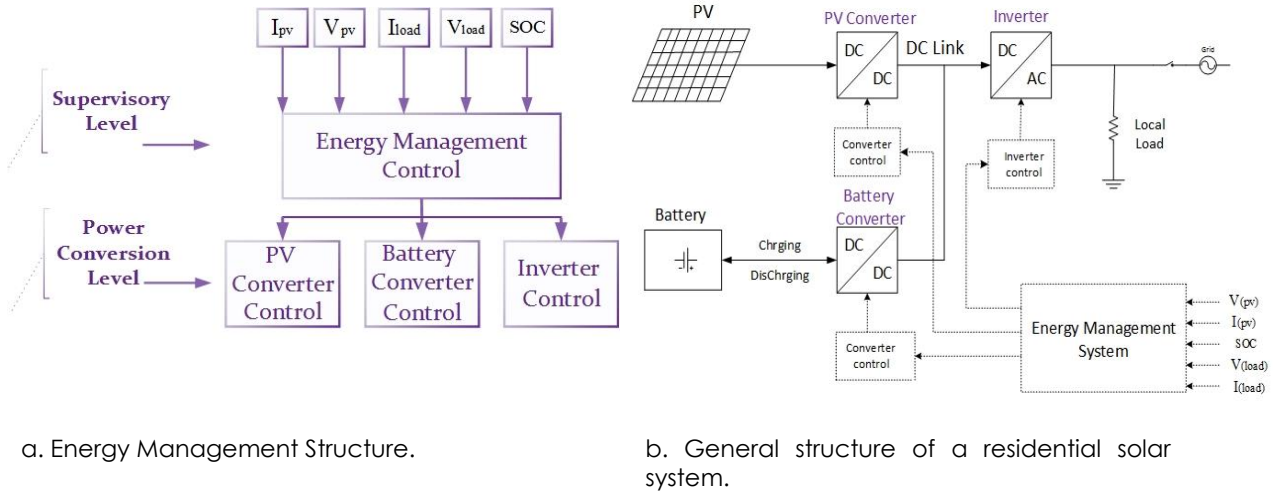 Ipv
Vpv
Iload
Vload
SOC
Supervisory
Level
Energy Management
Control
Power
Conversion
Level
PV
Converter
Control
Battery
Converter
Control
Inverter
Control
a. Energy Management Structure.
PV
PV Converter
DC
DC
DC Link
Inverter
DC
AC
Grid
Local
Load
Converter
control
Inverter
control
Battery
Chrging
DisChrging
Battery
Converter
DC
DC
Converter
control
Energy Management
System
V(pv)
I(pv)
SOC
V(load)
I(load)
b. General structure of a residential solar
system.